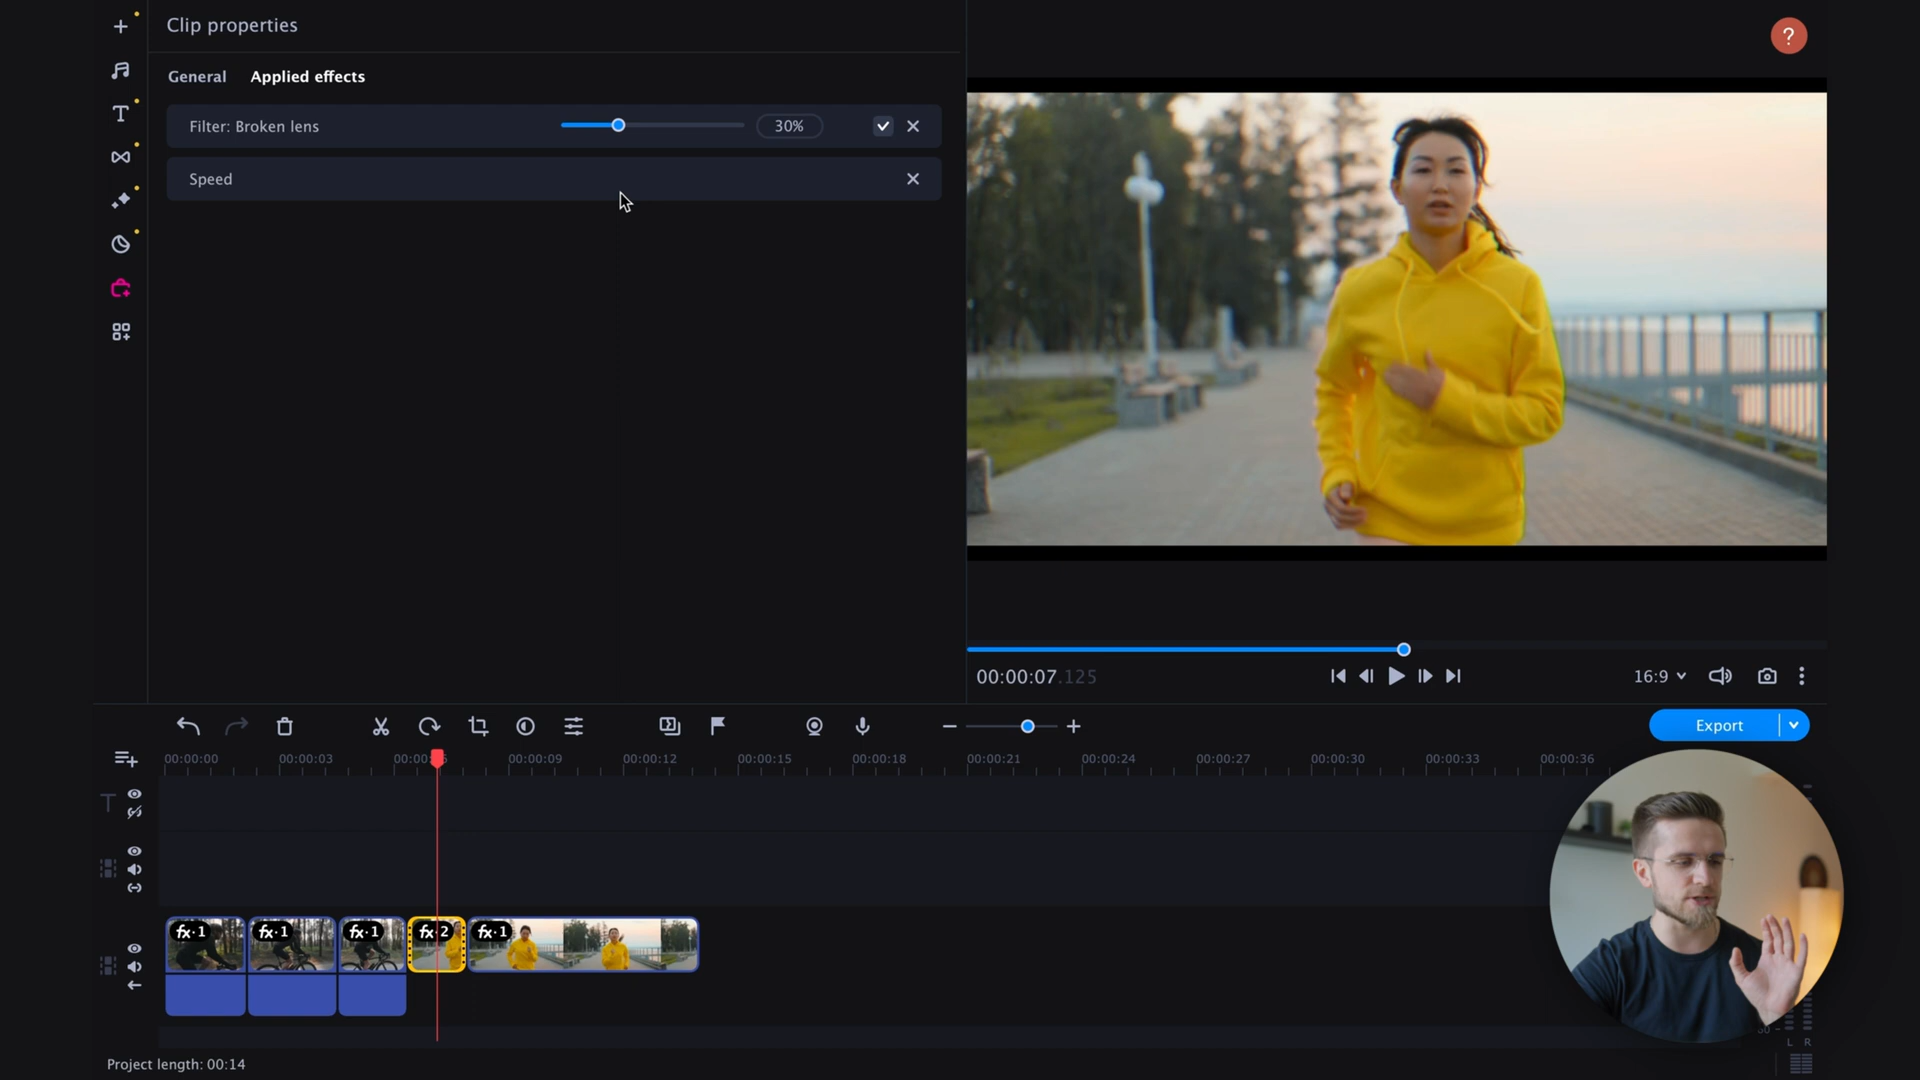 Clip properties
General Applied effects
Filter: Broken lens 30%
Speed
?
00:00:07.125
16:9
Export
00:00:00 00:00:03 00:00:09 00:00:12 00:00:15 00:00:18 00:00:21 00:00:24 00:00:27 00:00:30 00:00:33 00:00:36
fx·1 fx·1 fx·1 fx·2 fx·1
L R
Project length: 00:14